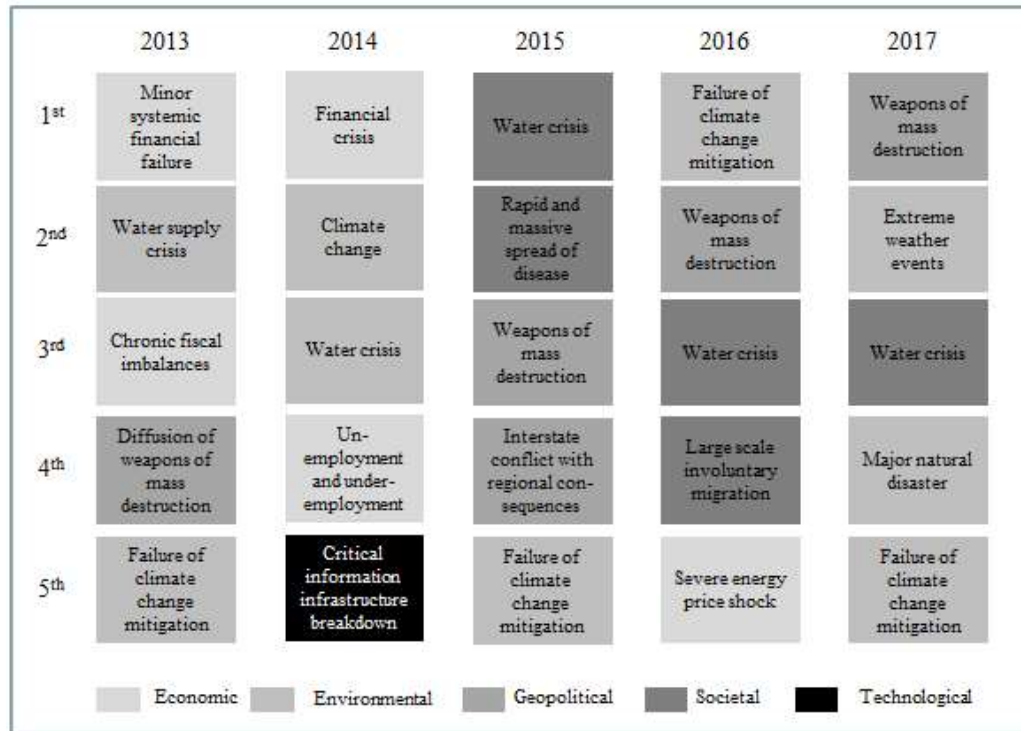 2013 2014 2015 2016 2017
1st
Minor
systemic
financial
failure
Financial
crisis
Water crisis
Failure of
climate
change
mitigation
Weapons of
mass
destruction
2nd
Water supply
crisis
Climate
change
Rapid and
massive
spread of
disease
Weapons of
mass
destruction
Extreme
weather
events
3rd
Chronic fiscal
imbalances
Water crisis
Weapons of
mass
destruction
Water crisis
Water crisis
4th
Diffusion of
weapons of
mass
destruction
Un-
employment
and under-
employment
Interstate
conflict with
regional con-
sequences
Large scale
involuntary
migration
Major natural
disaster
5th
Failure of
climate
change
mitigation
Critical
information
infrastructure
breakdown
Failure of
climate
change
mitigation
Severe energy
price shock
Failure of
climate
change
mitigation
Economic Environmental Geopolitical Societal Technological